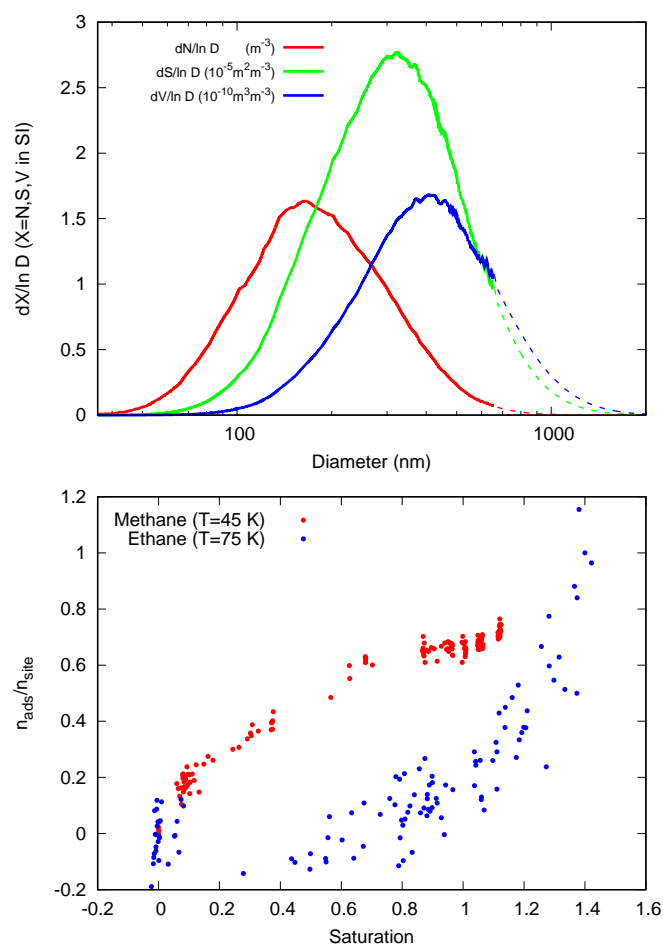 3
2.5
2
1.5
1
0.5
0
dX/ln D (X=N,S,V in SI)
dN/ln D (m⁻³)
dS/ln D (10⁻⁵m²m⁻³)
dV/ln D (10⁻¹⁰m³m⁻³)
100 1000
Diameter (nm)
1.2
1
0.8
0.6
0.4
0.2
0
-0.2
n_ads/n_site
Methane (T=45 K)
Ethane (T=75 K)
-0.2 0 0.2 0.4 0.6 0.8 1 1.2 1.4 1.6
Saturation